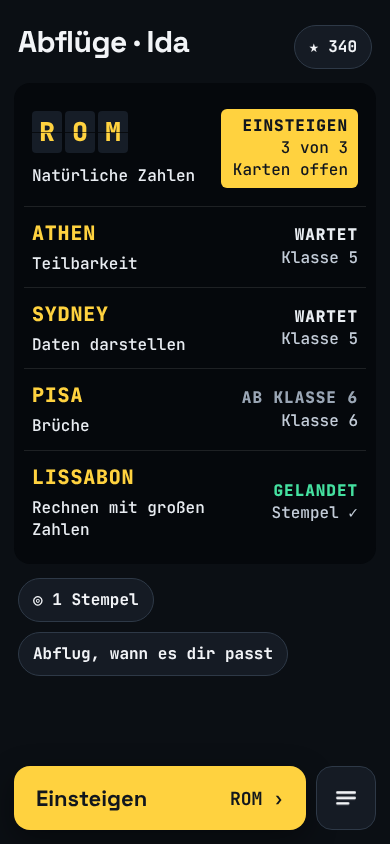 Abflüge · Ida
★ 340
ROM
Natürliche Zahlen
EINSTEIGEN
3 von 3
Karten offen
ATHEN
Teilbarkeit
WARTET
Klasse 5
SYDNEY
Daten darstellen
WARTET
Klasse 5
PISA
Brüche
AB KLASSE 6
Klasse 6
LISSABON
Rechnen mit großen
Zahlen
GELANDET
Stempel ✓
◎ 1 Stempel
Abflug, wann es dir passt
Einsteigen
ROM ›